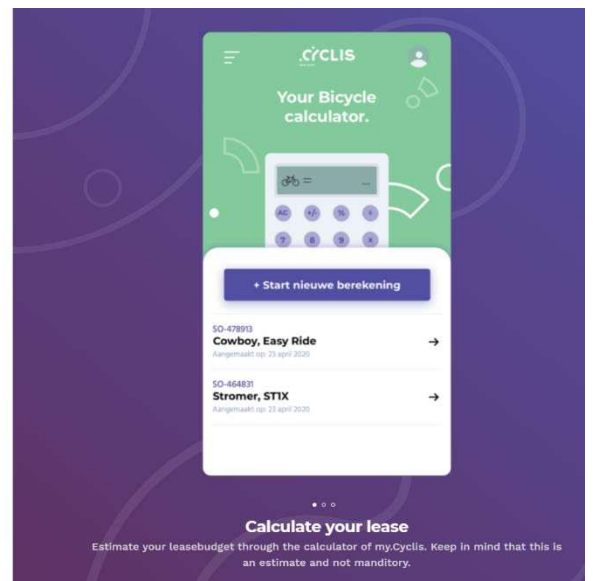 CYCLIS
Your Bicycle
calculator.
=
AC +/- % ÷
7 8 9 x
+ Start nieuwe berekening
SO-478913
Cowboy, Easy Ride
Aangemaakt op: 23 april 2020
SO-464831
Stromer, ST1X
Aangemaakt op: 23 april 2020
Calculate your lease
Estimate your leasebudget through the calculator of my.Cyclis. Keep in mind that this is
an estimate and not manditory.